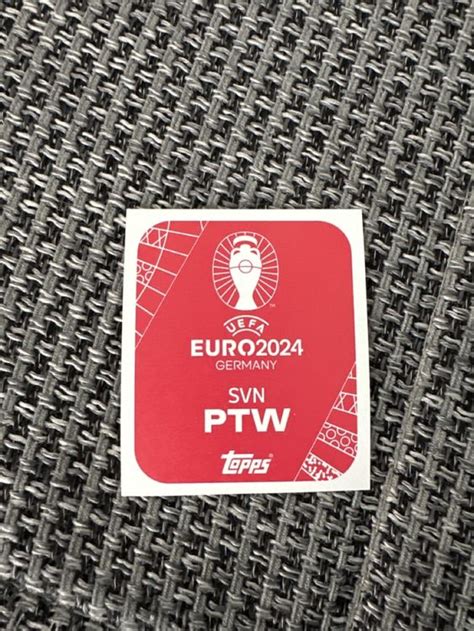 UEFA
EURO2024
GERMANY
SVN
PTW
topps